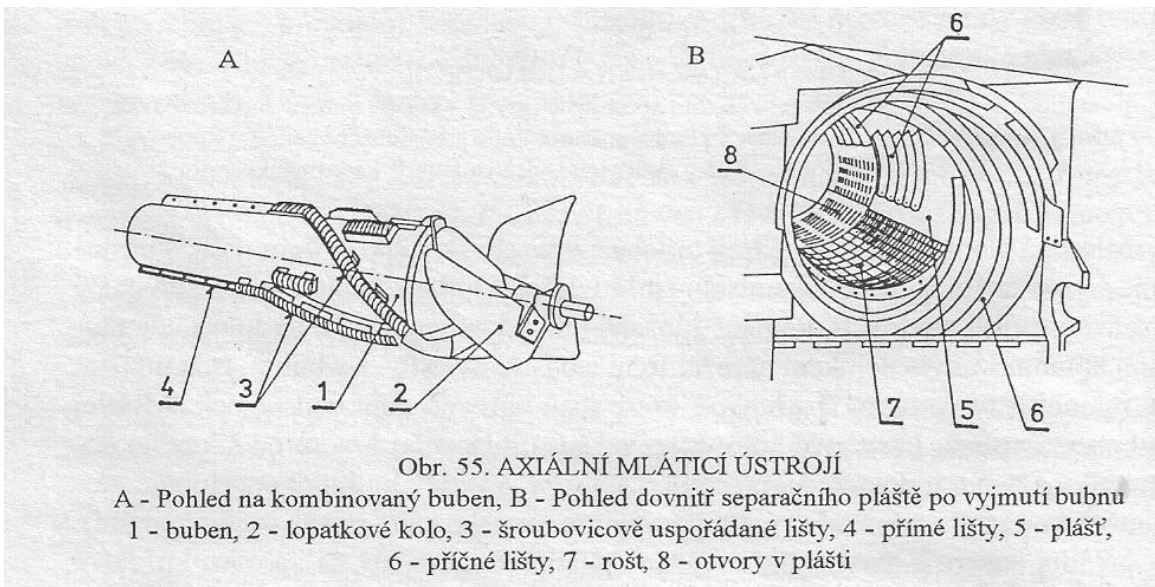 A
B
6
8
4
3
1
2
7
5
6
Obr. 55. AXIÁLNÍ MLÁTICÍ ÚSTROJÍ
A - Pohled na kombinovaný buben, B - Pohled dovnitř separačního pláště po vyjmutí bubnu
1 - buben, 2 - lopatkové kolo, 3 - šroubovicově uspořádané lišty, 4 - přímé lišty, 5 - plášť,
6 - příčné lišty, 7 - rošt, 8 - otvory v plášti